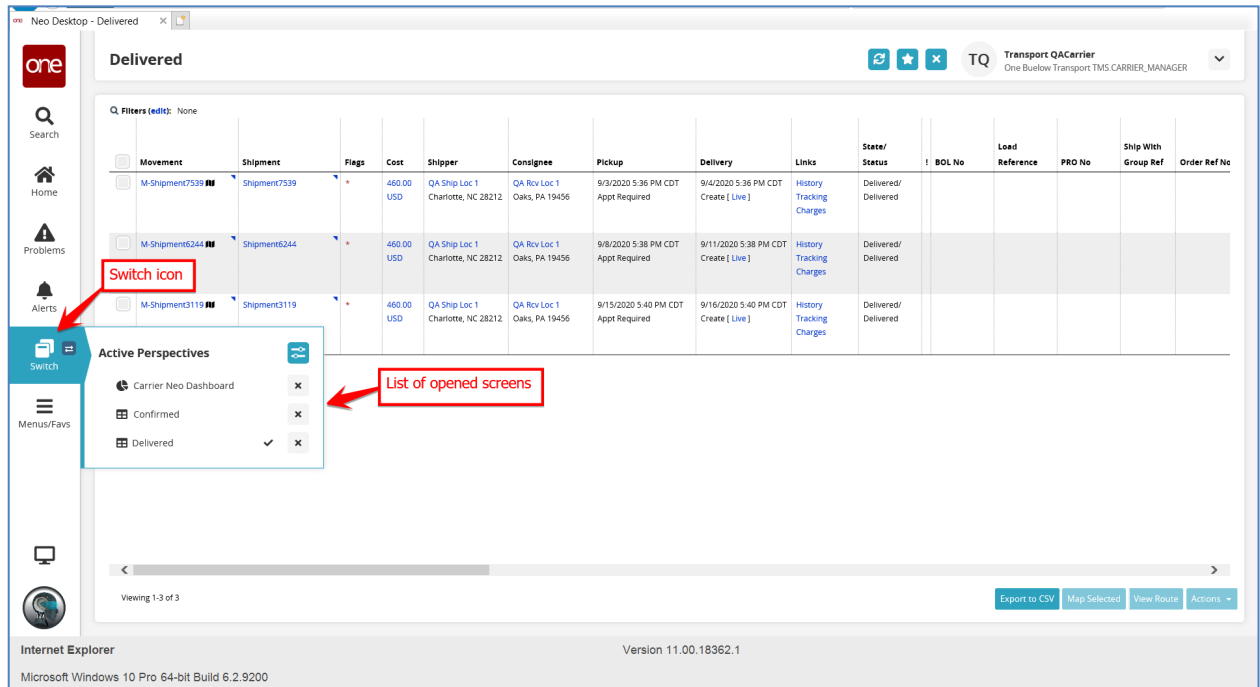 one Neo Desktop - Delivered
one
Delivered
TQ
Transport QACarrier
One Buelow Transport TMS.CARRIER_MANAGER
Search
Home
Problems
Alerts
Switch
Menus/Favs
Filters (edit): None
Movement Shipment Flags Cost Shipper Consignee Pickup Delivery Links State/ Status ! BOL No Load Reference PRO No Ship With Group Ref Order Ref No
M-Shipment7539 Shipment7539 * 460.00 QA Ship Loc 1 QA Rcv Loc 1 9/3/2020 5:36 PM CDT 9/4/2020 5:36 PM CDT History Delivered/
USD Charlotte, NC 28212 Oaks, PA 19456 Appt Required Create [ Live ] Tracking Delivered
Charges
M-Shipment6244 Shipment6244 * 460.00 QA Ship Loc 1 QA Rcv Loc 1 9/8/2020 5:38 PM CDT 9/11/2020 5:38 PM CDT History Delivered/
USD Charlotte, NC 28212 Oaks, PA 19456 Appt Required Create [ Live ] Tracking Delivered
Charges
Switch icon
M-Shipment3119 Shipment3119 * 460.00 QA Ship Loc 1 QA Rcv Loc 1 9/15/2020 5:40 PM CDT 9/16/2020 5:40 PM CDT History Delivered/
USD Charlotte, NC 28212 Oaks, PA 19456 Appt Required Create [ Live ] Tracking Delivered
Charges
Active Perspectives
Carrier Neo Dashboard
Confirmed
Delivered
List of opened screens
Viewing 1-3 of 3
Export to CSV Map Selected View Route Actions
Internet Explorer Version 11.00.18362.1
Microsoft Windows 10 Pro 64-bit Build 6.2.9200